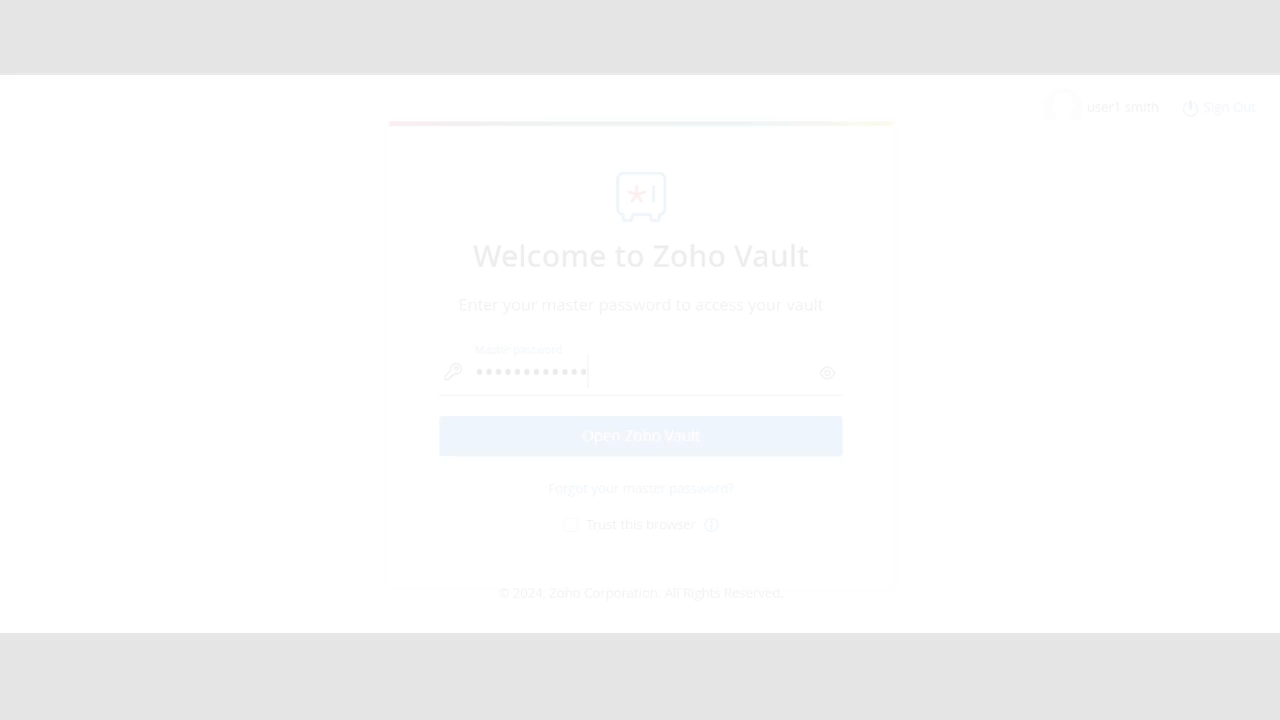 user1 smith
Sign Out
Welcome to Zoho Vault
Enter your master password to access your vault
Master password
••••••••••••
Open Zoho Vault
Forgot your master password?
Trust this browser
© 2024, Zoho Corporation. All Rights Reserved.